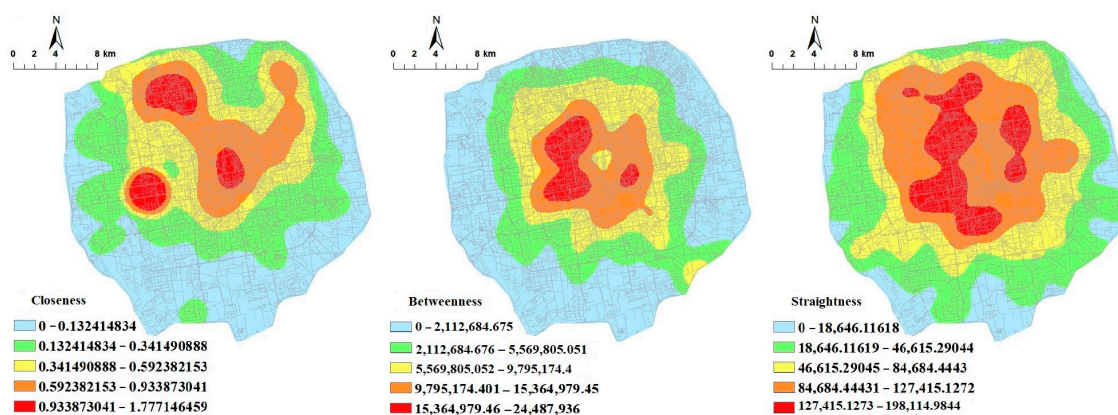 N
0 2 4 8 km
Closeness
0 – 0.132414834
0.132414834 – 0.341490888
0.341490888 – 0.592382153
0.592382153 – 0.933873041
0.933873041 – 1.777146459
N
0 2 4 8 km
Betweenness
0 – 2,112,684.675
2,112,684.676 – 5,569,805.051
5,569,805.052 – 9,795,174.4
9,795,174.401 – 15,364,979.45
15,364,979.46 – 24,487,936
N
0 2 4 8 km
Straightness
0 – 18,646.11618
18,646.11619 – 46,615.29044
46,615.29045 – 84,684.4443
84,684.44431 – 127,415.1272
127,415.1273 – 198,114.9844